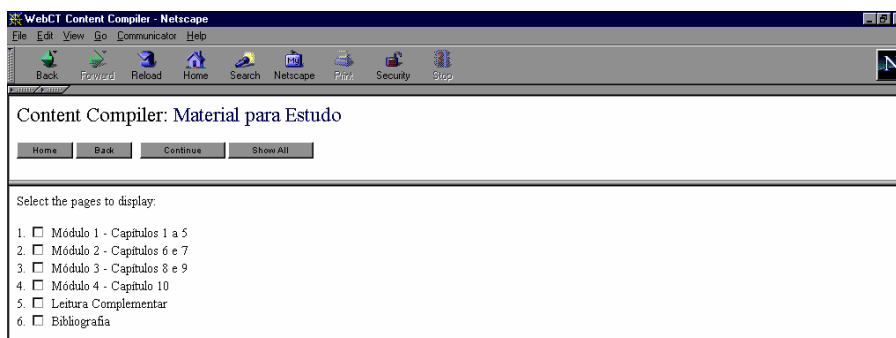 WebCT Content Compiler - Netscape
File Edit View Go Communicator Help
Back Forward Reload Home Search Netscape Print Security Stop
N
Content Compiler: Material para Estudo
Home Back Continue Show All
Select the pages to display:
1. Módulo 1 - Capítulos 1 a 5
2. Módulo 2 - Capítulos 6 e 7
3. Módulo 3 - Capítulos 8 e 9
4. Módulo 4 - Capítulo 10
5. Leitura Complementar
6. Bibliografia